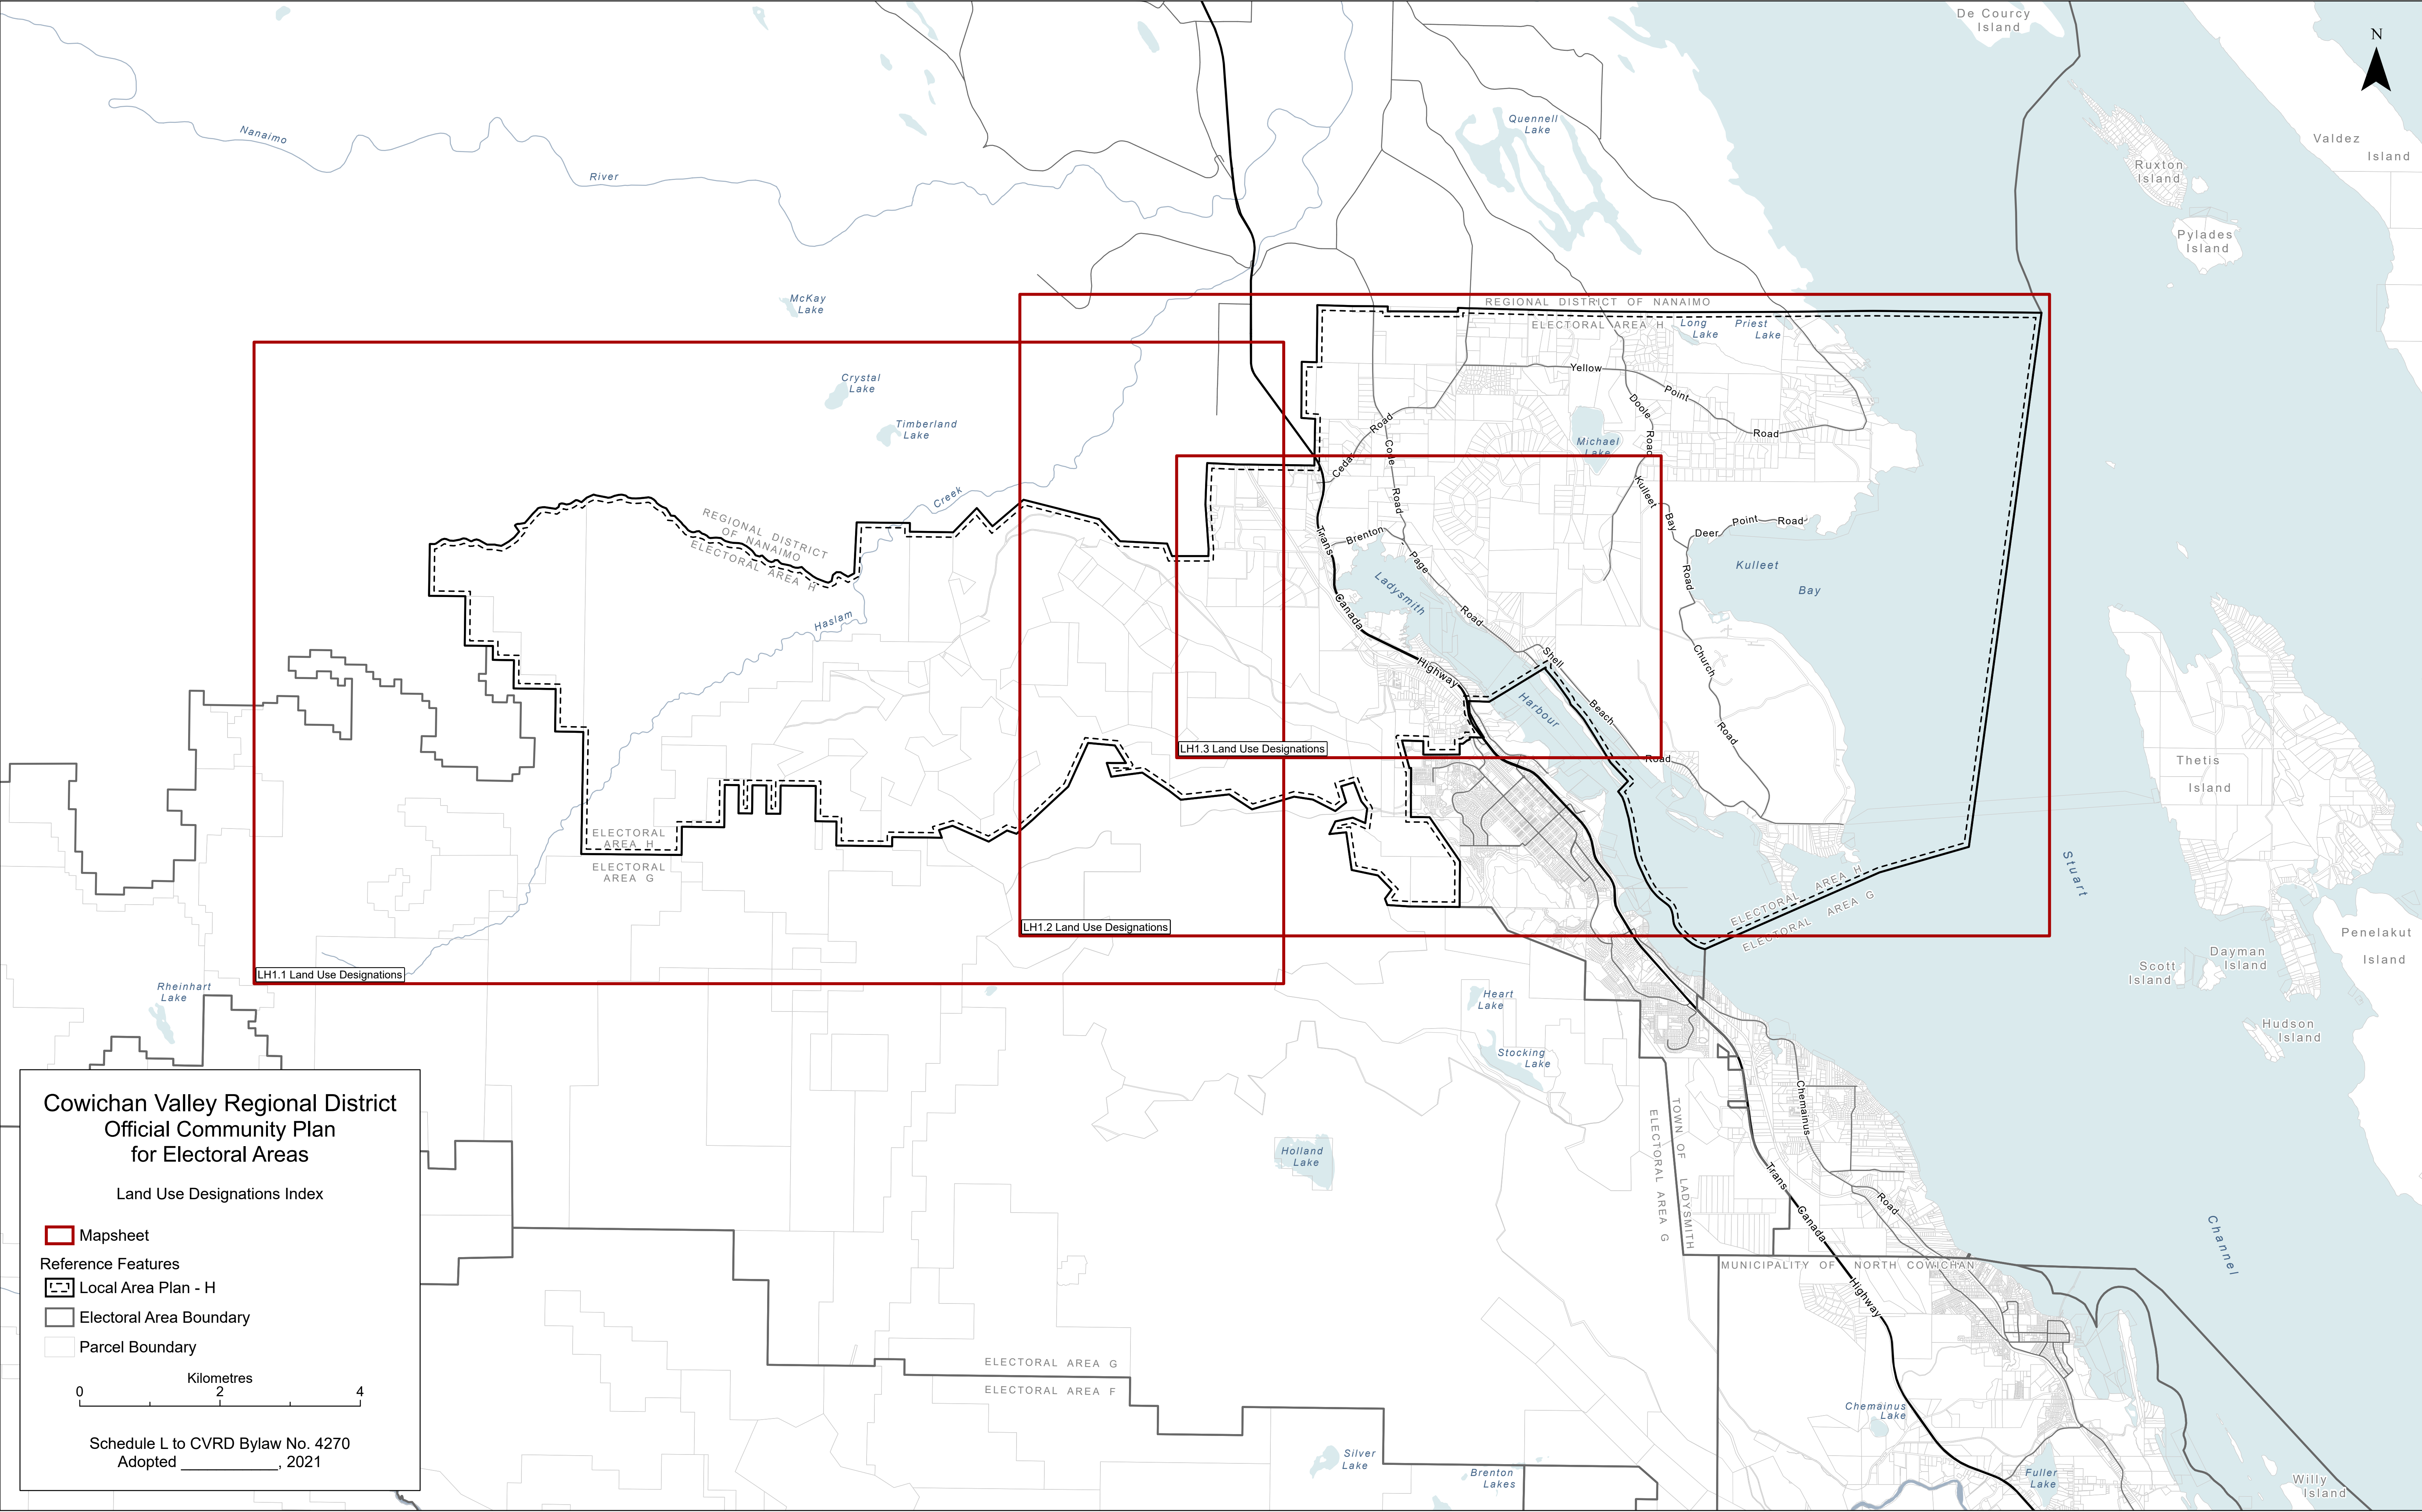 De Courcy
Island
N
Nanaimo
River
Quennell
Lake
Valdez
Island
Ruxton
Island
Pylades
Island
McKay
Lake
REGIONAL DISTRICT OF NANAIMO
ELECTORAL AREA H
Long
Lake
Priest
Lake
Crystal
Lake
Timberland
Lake
Yellow
Point
Road
Doole
Road
Cedar
Road
Code
Road
Michael
Lake
Creek
Haslam
REGIONAL DISTRICT
OF NANAIMO
ELECTORAL AREA H
Kulleet
Bay
Road
Deer
Point
Road
Kulleet
Bay
Trans
Canada
Highway
Brenton
Page
Road
Ladysmith
Harbour
Shell
Beach
Road
Church
Road
LH1.3 Land Use Designations
Thetis
Island
ELECTORAL
AREA H
ELECTORAL
AREA G
LH1.2 Land Use Designations
ELECTORAL AREA H
ELECTORAL AREA G
Stuart
Channel
Penelakut
Island
Dayman
Island
Scott
Island
Hudson
Island
LH1.1 Land Use Designations
Rheinhart
Lake
Heart
Lake
Stocking
Lake
Holland
Lake
TOWN OF LADYSMITH
ELECTORAL AREA G
Chemainus
Road
Trans
Canada
Highway
MUNICIPALITY OF NORTH COWICHAN
ELECTORAL AREA G
ELECTORAL AREA F
Silver
Lake
Brenton
Lakes
Chemainus
Lake
Fuller
Lake
Willy
Island
Cowichan Valley Regional District
Official Community Plan
for Electoral Areas
Land Use Designations Index
Mapsheet
Reference Features
Local Area Plan - H
Electoral Area Boundary
Parcel Boundary
Kilometres
0 2 4
Schedule L to CVRD Bylaw No. 4270
Adopted ____________, 2021